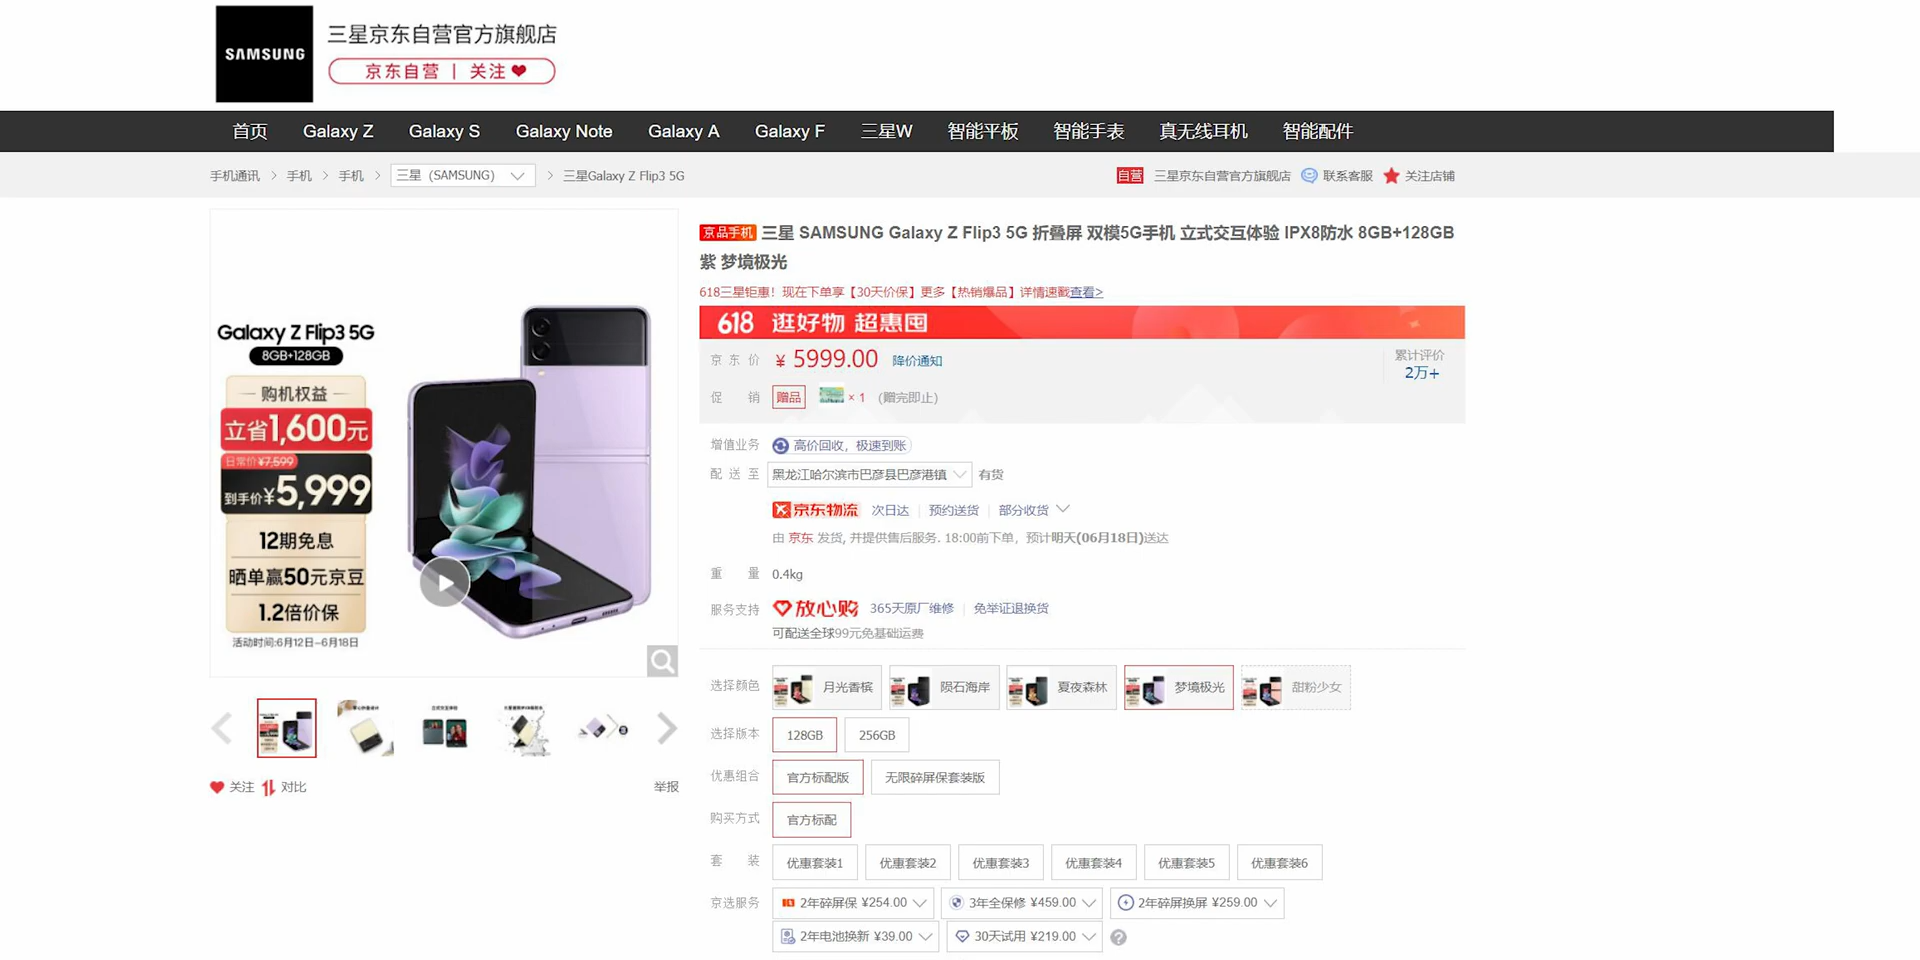 SAMSUNG
三星京东自营官方旗舰店
京东自营 | 关注
首页 Galaxy Z Galaxy S Galaxy Note Galaxy A Galaxy F 三星W 智能平板 智能手表 真无线耳机 智能配件
手机通讯 > 手机 > 手机 > 三星（SAMSUNG） > 三星Galaxy Z Flip3 5G
自营 三星京东自营官方旗舰店 联系客服 关注店铺
Galaxy Z Flip3 5G
8GB+128GB
购机权益
立省1,600元
日常价¥7,599
到手价¥5,999
12期免息
晒单赢50元京豆
1.2倍价保
活动时间:6月12日-6月18日
关注 对比 举报
京品手机 三星 SAMSUNG Galaxy Z Flip3 5G 折叠屏 双模5G手机 立式交互体验 IPX8防水 8GB+128GB
紫 梦境极光
618三星钜惠！现在下单享【30天价保】更多【热销爆品】详情速戳查看>
618 逛好物 超惠囤
京东价 ￥ 5999.00 降价通知
累计评价
2万+
促销 赠品 × 1 (赠完即止)
增值业务 高价回收，极速到账
配送至 黑龙江哈尔滨市巴彦县巴彦港镇 有货
京东物流 次日达 | 预约送货 | 部分收货
由 京东 发货, 并提供售后服务. 18:00前下单，预计明天(06月18日)送达
重量 0.4kg
服务支持 放心购 365天原厂维修 | 免举证退换货
可配送全球99元免基础运费
选择颜色 月光香槟 陨石海岸 夏夜森林 梦境极光 甜粉少女
选择版本 128GB 256GB
优惠组合 官方标配版 无限碎屏保套装版
购买方式 官方标配
套装 优惠套装1 优惠套装2 优惠套装3 优惠套装4 优惠套装5 优惠套装6
京选服务 2年碎屏保 ¥254.00 3年全保修 ¥459.00 2年碎屏换屏 ¥259.00
2年电池换新 ¥39.00 30天试用 ¥219.00 ?